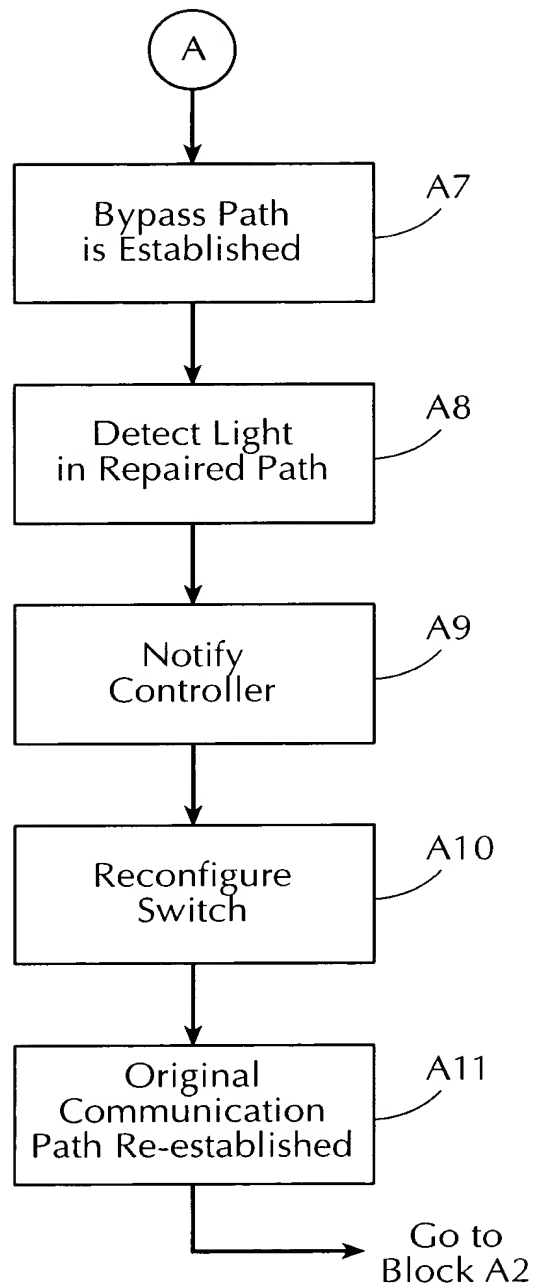 A
Bypass Path
is Established
A7
Detect Light
in Repaired Path
A8
Notify
Controller
A9
Reconfigure
Switch
A10
Original
Communication
Path Re-established
A11
Go to
Block A2